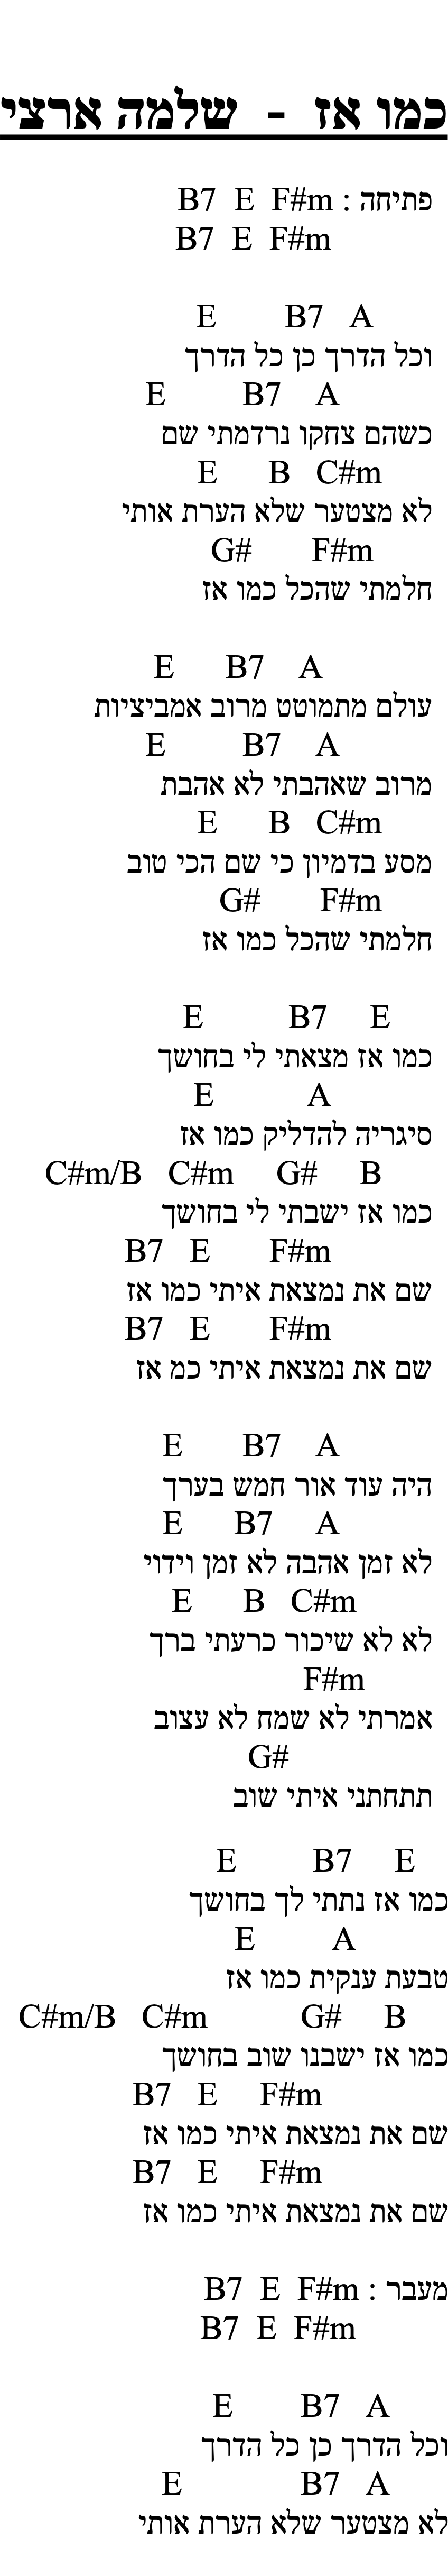 כמו אז - שלמה ארצי
פתיחה : B7 E F#m
B7 E F#m
E B7 A
וכל הדרך כן כל הדרך
E B7 A
כשהם צחקו נרדמתי שם
E B C#m
לא מצטער שלא הערת אותי
G# F#m
חלמתי שהכל כמו אז
E B7 A
עולם מתמוטט מרוב אמביציות
E B7 A
מרוב שאהבתי לא אהבת
E B C#m
מסע בדמיון כי שם הכי טוב
G# F#m
חלמתי שהכל כמו אז
E B7 E
כמו אז מצאתי לי בחושך
E A
סיגריה להדליק כמו אז
C#m/B C#m G# B
כמו אז ישבתי לי בחושך
B7 E F#m
שם את נמצאת איתי כמו אז
B7 E F#m
שם את נמצאת איתי כמ אז
E B7 A
היה עוד אור חמש בערך
E B7 A
לא זמן אהבה לא זמן וידוי
E B C#m
לא לא שיכור כרעתי ברך
F#m
אמרתי לא שמח לא עצוב
G#
תתחתני איתי שוב
E B7 E
כמו אז נתתי לך בחושך
E A
טבעת ענקית כמו אז
C#m/B C#m G# B
כמו אז ישבנו שוב בחושך
B7 E F#m
שם את נמצאת איתי כמו אז
B7 E F#m
שם את נמצאת איתי כמו אז
מעבר : B7 E F#m
B7 E F#m
E B7 A
וכל הדרך כן כל הדרך
E B7 A
לא מצטער שלא הערת אותי